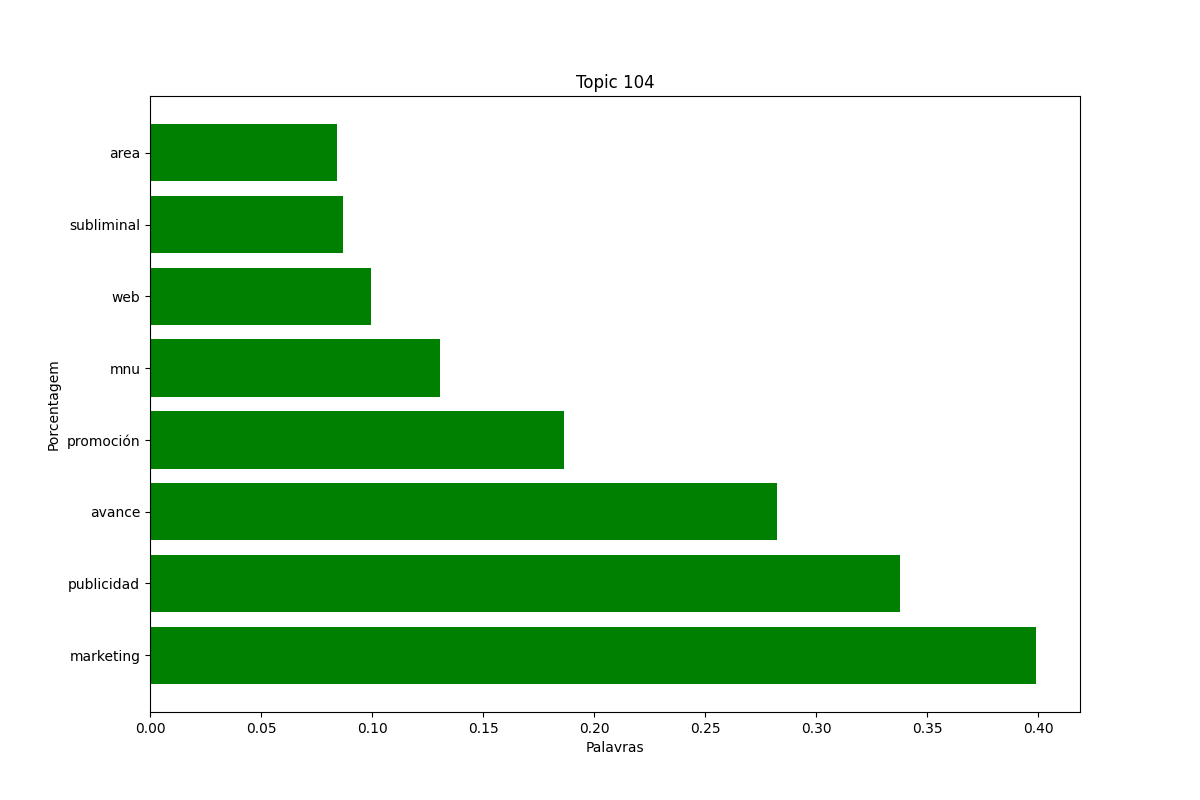 Topic 104
area
subliminal
web
mnu
promoción
avance
publicidad
marketing
Porcentagem
0.00 0.05 0.10 0.15 0.20 0.25 0.30 0.35 0.40
Palavras